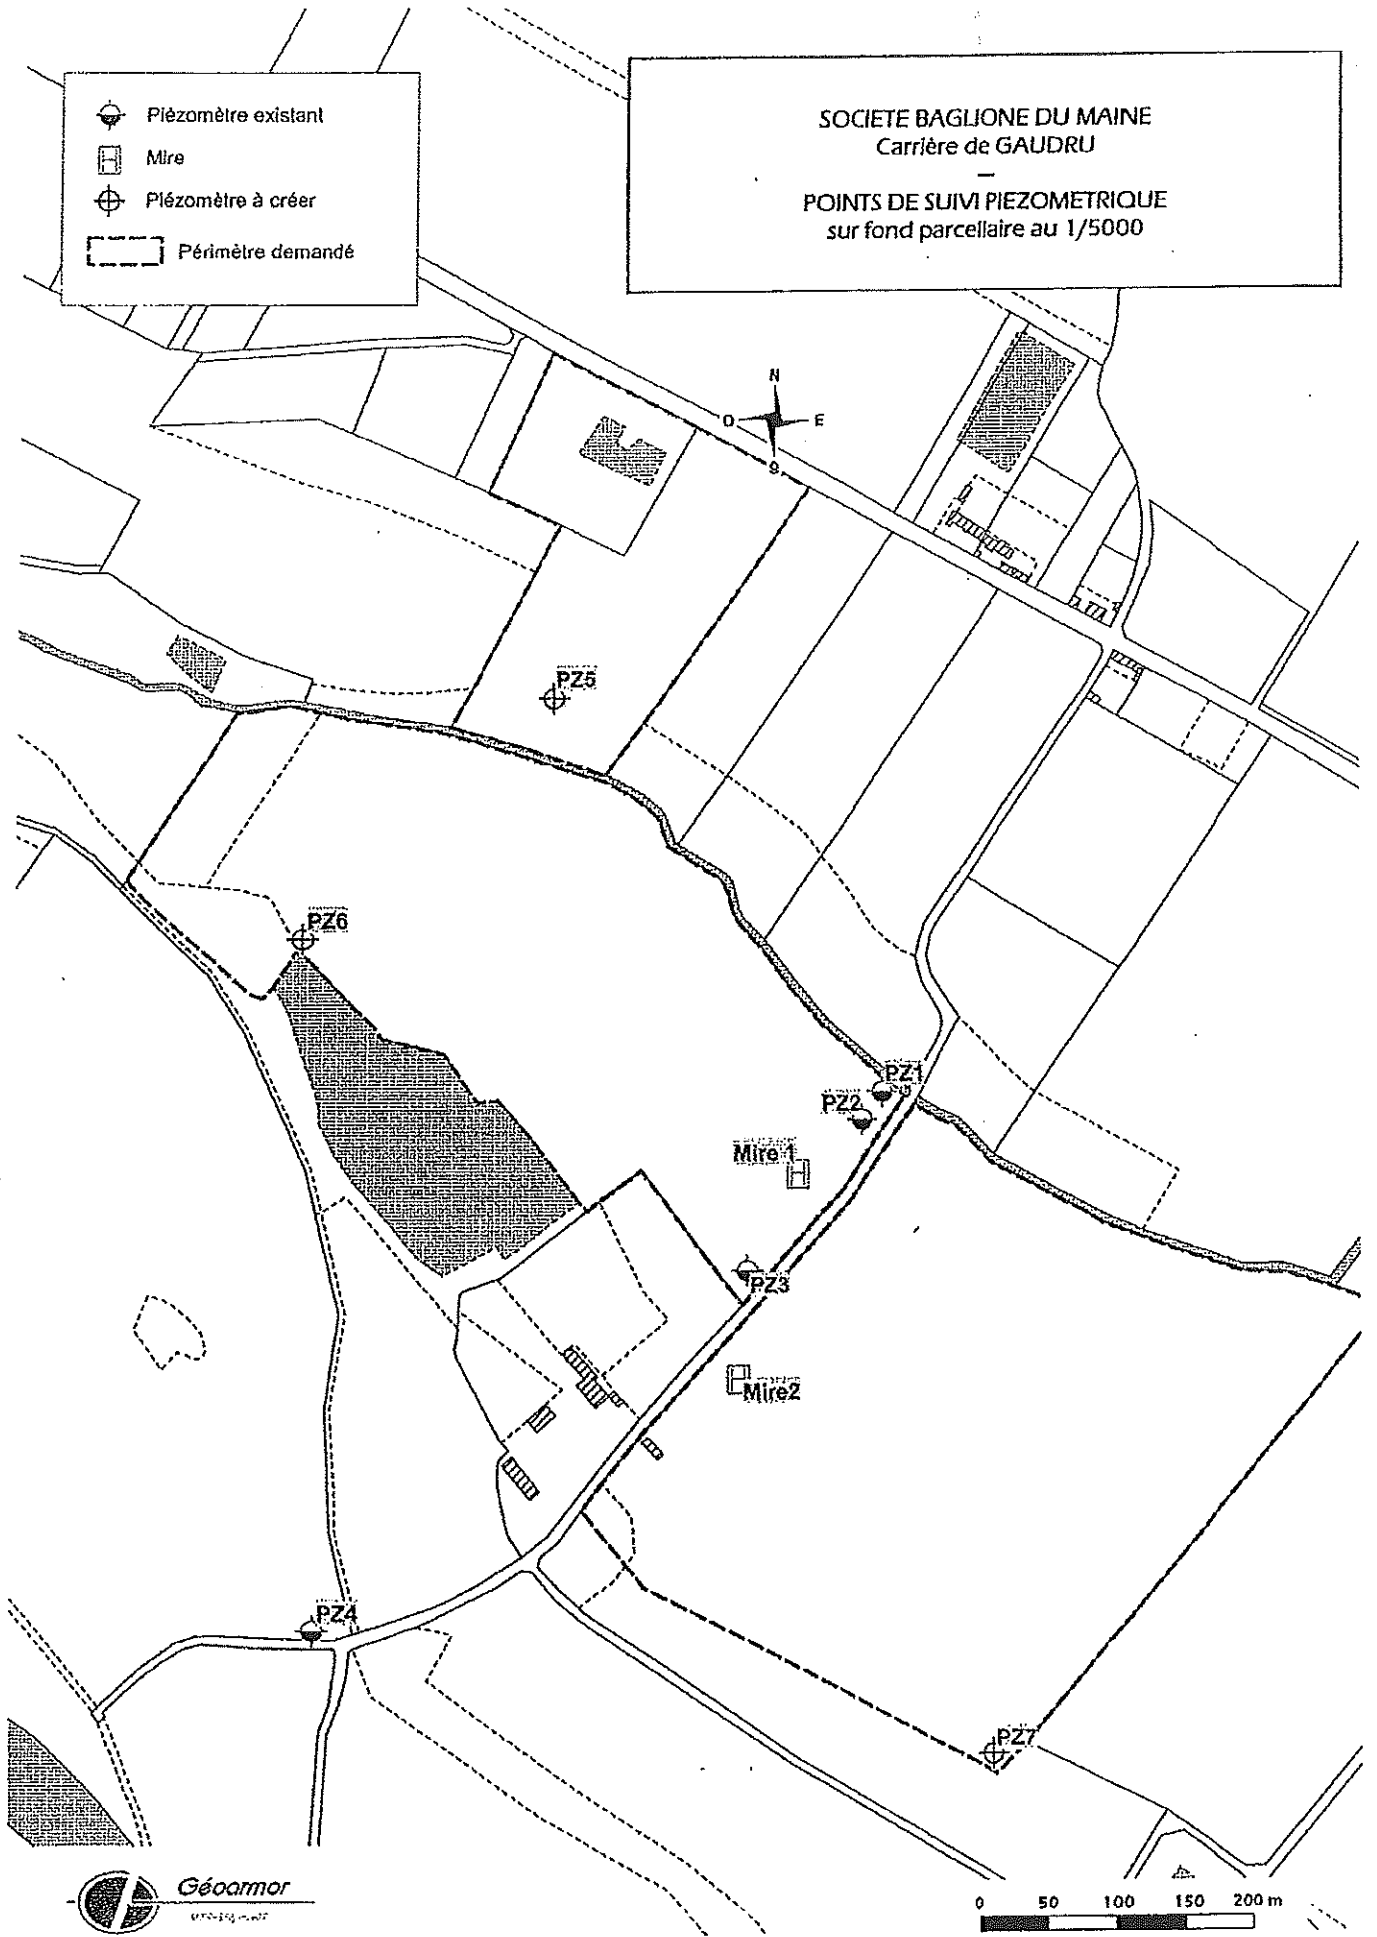 Piézomètre existant
Mire
Piézomètre à créer
Périmètre demandé
SOCIETE BAGLIONE DU MAINE
Carrière de GAUDRU
–
POINTS DE SUIVI PIEZOMETRIQUE
sur fond parcellaire au 1/5000
N
O E
S
PZ5
PZ6
PZ1
PZ2
Mire 1
PZ3
Mire2
PZ4
PZ7
Géoarmor
0 50 100 150 200 m